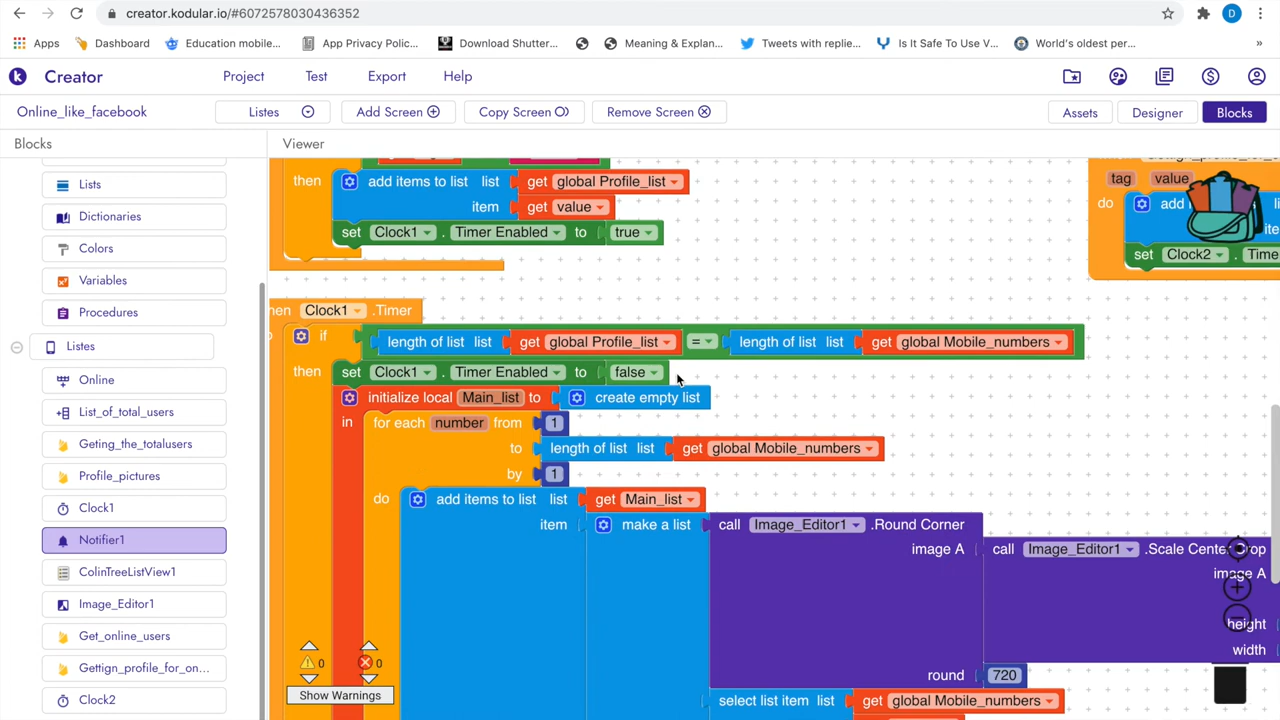 creator.kodular.io/#6072578030436352
D
Apps Dashboard Education mobile... App Privacy Polic... Download Shutter... Meaning & Explan... Tweets with replie... Is It Safe To Use V... World's oldest per... »
Creator Project Test Export Help
Online_like_facebook Listes Add Screen Copy Screen Remove Screen Assets Designer Blocks
Blocks Viewer
Lists
Dictionaries
Colors
Variables
Procedures
Listes
Online
List_of_total_users
Geting_the_totalusers
Profile_pictures
Clock1
Notifier1
ColinTreeListView1
Image_Editor1
Get_online_users
Gettign_profile_for_on...
Clock2
then add items to list list get global Profile_list
item get value
set Clock1 . Timer Enabled to true
tag value
do add
set Clock2 . Time
Clock1 .Timer
if length of list list get global Profile_list = length of list list get global Mobile_numbers
then set Clock1 . Timer Enabled to false
initialize local Main_list to create empty list
in for each number from 1
to length of list list get global Mobile_numbers
by 1
do add items to list list get Main_list
item make a list call Image_Editor1 .Round Corner
image A call Image_Editor1 .Scale Center Crop
image A
height
width
round 720
select list item list get global Mobile_numbers
0 0
Show Warnings